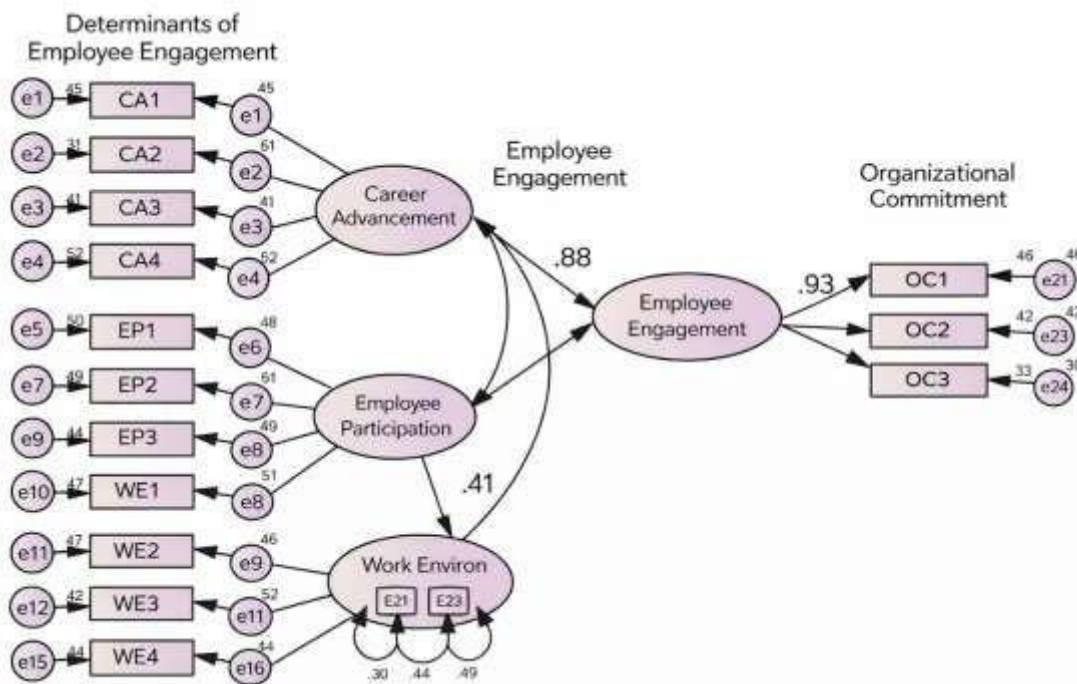 Determinants of
Employee Engagement
e1 .45 CA1 .45 e1
e2 .31 CA2 .61 e2
e3 .41 CA3 .41 e3
e4 .52 CA4 .62 e4
Career
Advancement
Employee
Engagement
Organizational
Commitment
.88
Employee
Engagement
.93
OC1 46 e21
OC2 42 e23
OC3 33 e24
e5 .50 EP1 .48 e6
e7 .49 EP2 .61 e7
e9 .44 EP3 .49 e8
e10 .47 WE1 .51 e8
Employee
Participation
.41
e11 .47 WE2 .46 e9
e12 .42 WE3 .52 e11
e15 .44 WE4 .44 e16
Work Environ
E21 E23
.30 .44 .49